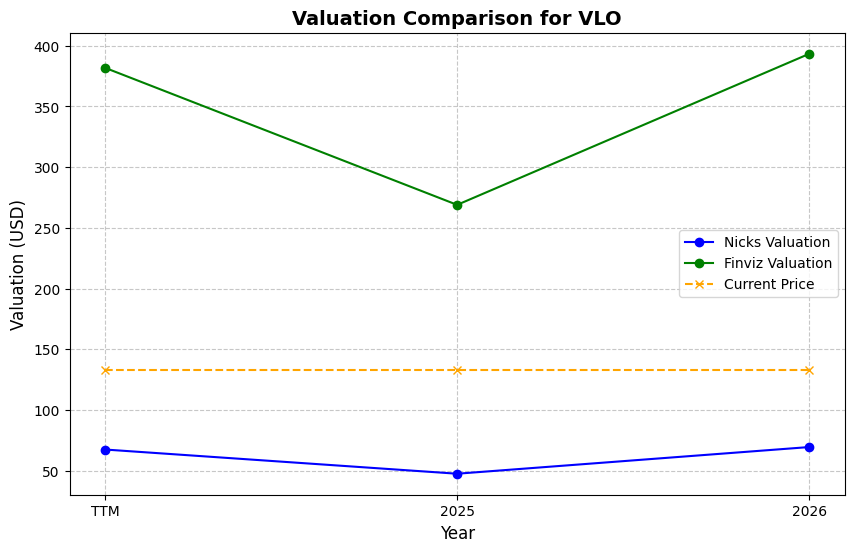 Valuation Comparison for VLO
Valuation (USD)
400
350
300
250
200
150
100
50
Nicks Valuation
Finviz Valuation
Current Price
TTM
2025
2026
Year